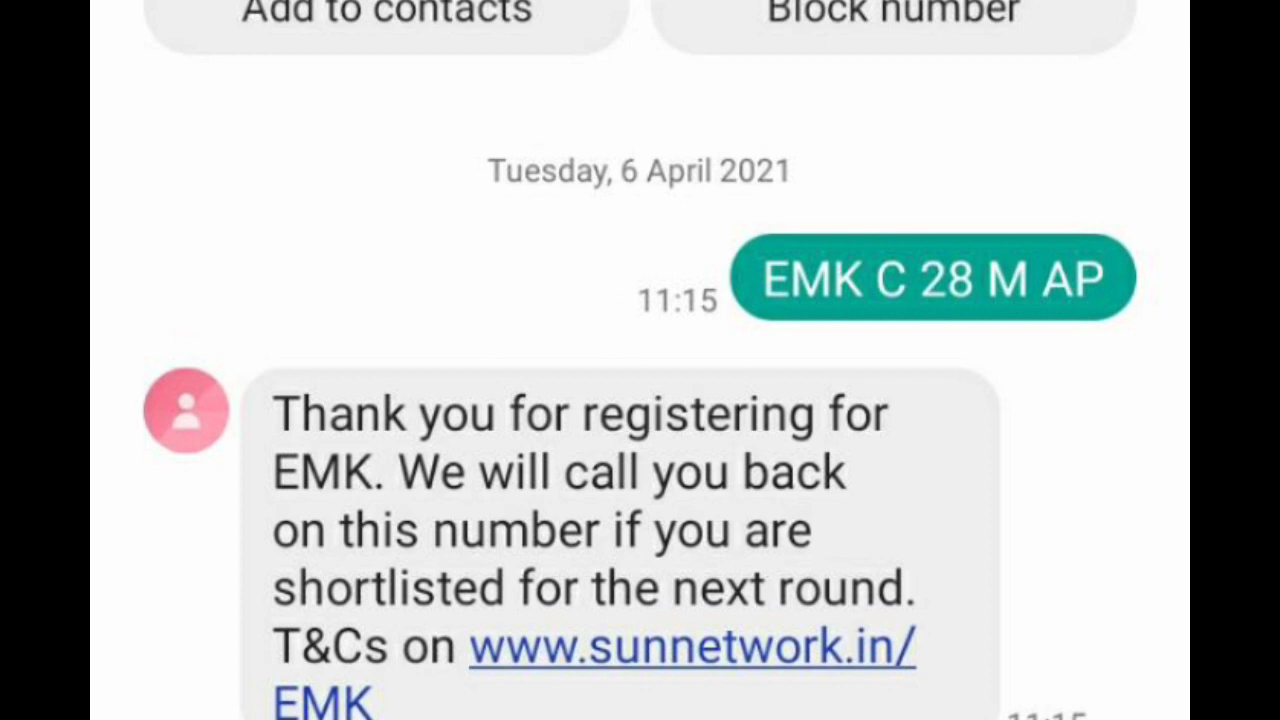 Add to contacts
Block number
Tuesday, 6 April 2021
EMK C 28 M AP
11:15
Thank you for registering for
EMK. We will call you back
on this number if you are
shortlisted for the next round.
T&Cs on www.sunnetwork.in/
EMK
11:15